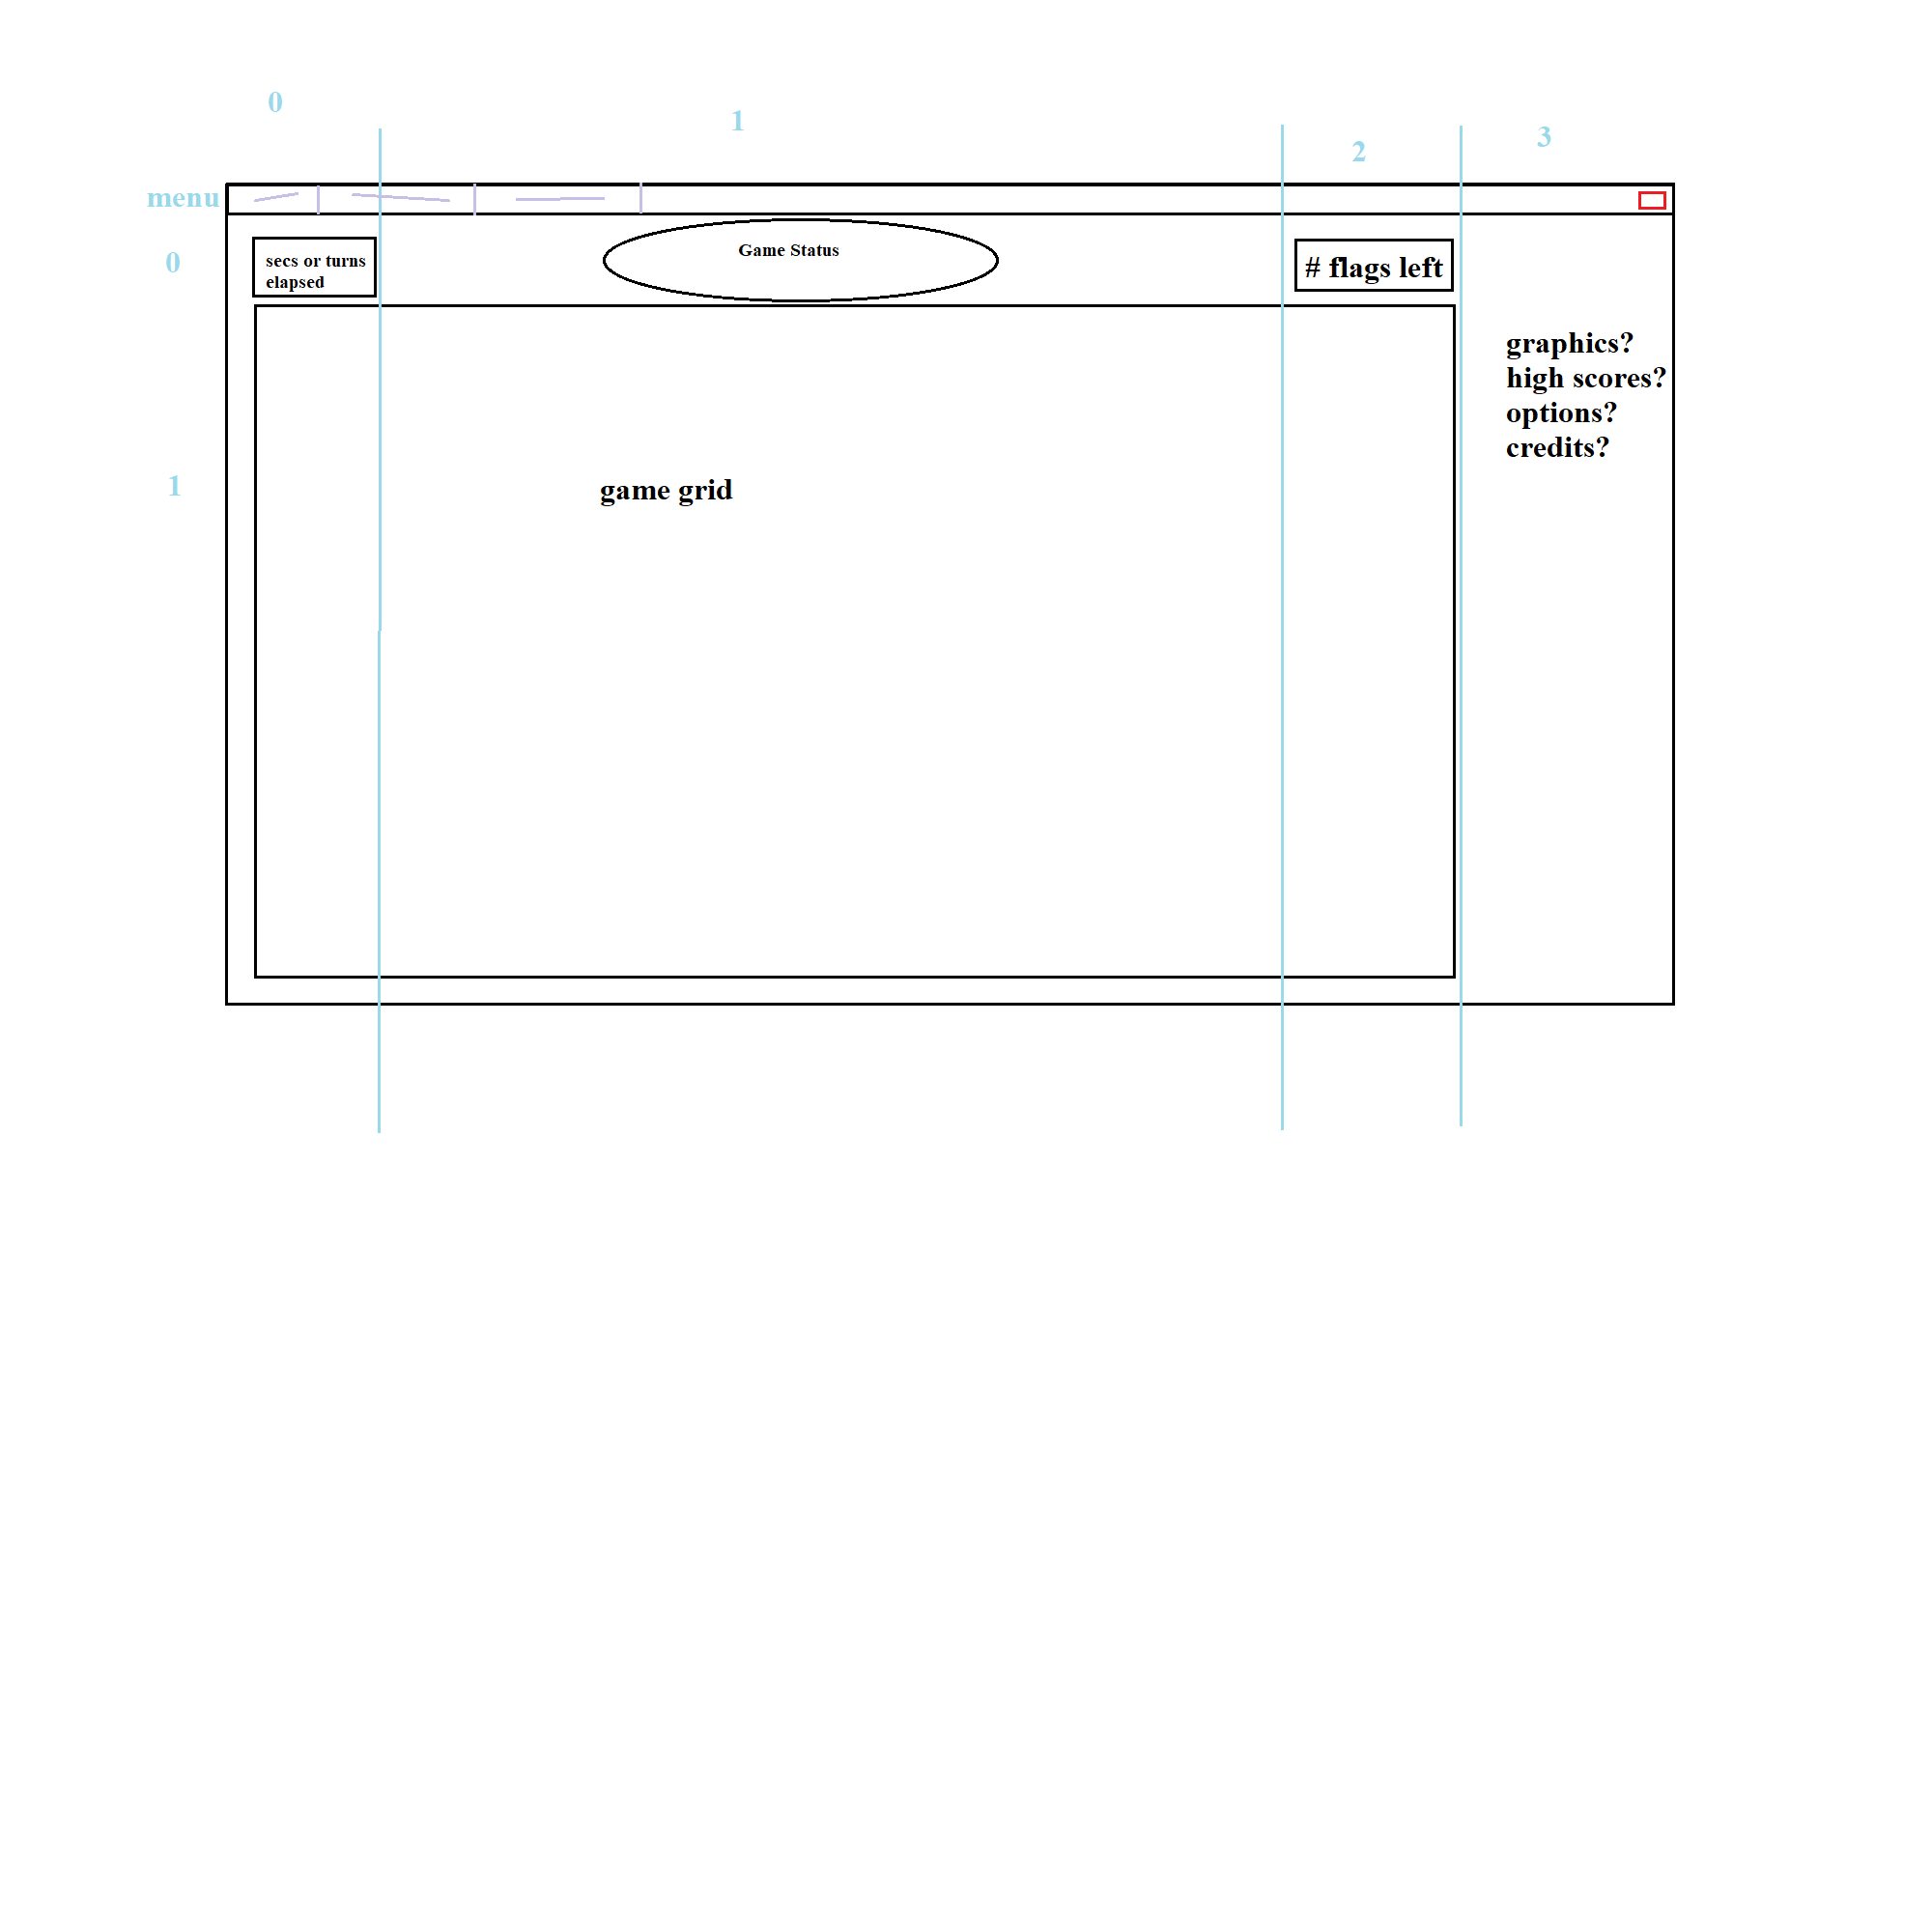 0
1
2
3
menu
Game Status
0
secs or turns
elapsed
# flags left
graphics?
high scores?
options?
credits?
1
game grid